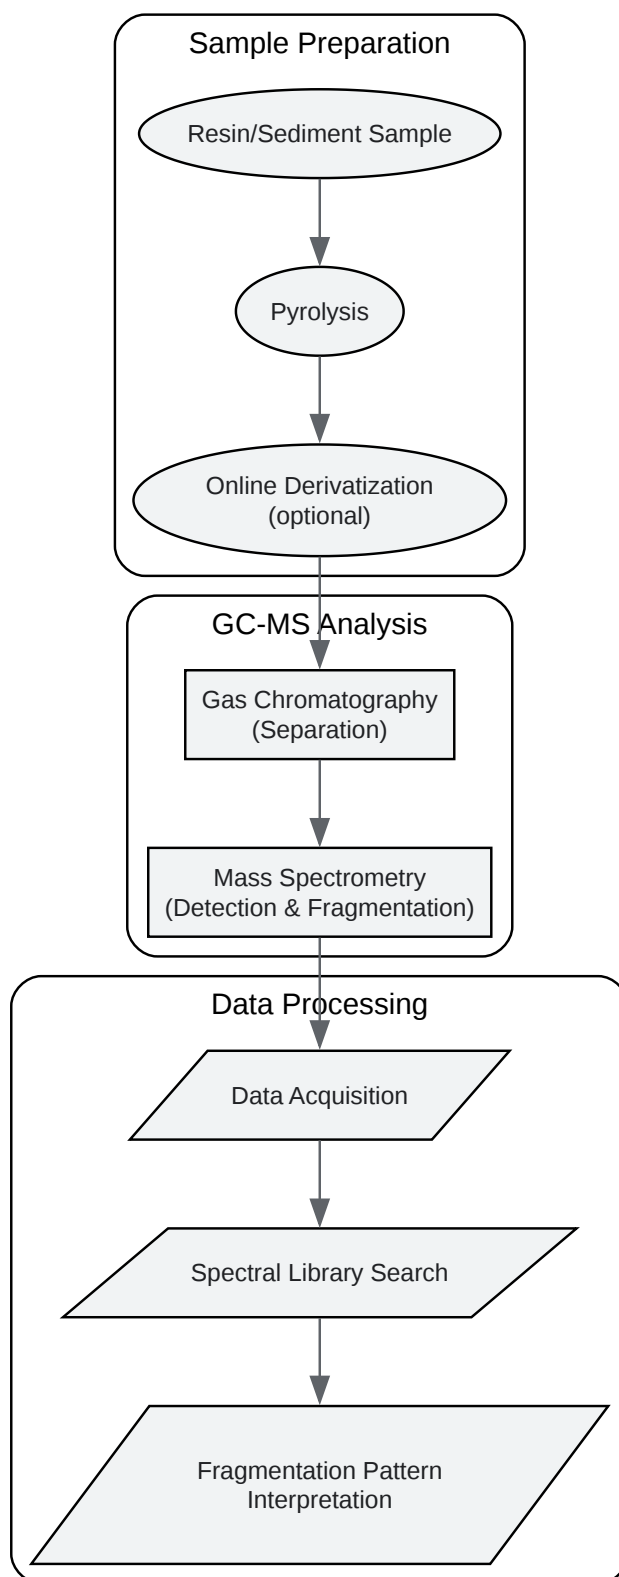 Sample Preparation
Resin/Sediment Sample
Pyrolysis
Online Derivatization
(optional)
GC-MS Analysis
Gas Chromatography
(Separation)
Mass Spectrometry
(Detection & Fragmentation)
Data Processing
Data Acquisition
Spectral Library Search
Fragmentation Pattern
Interpretation